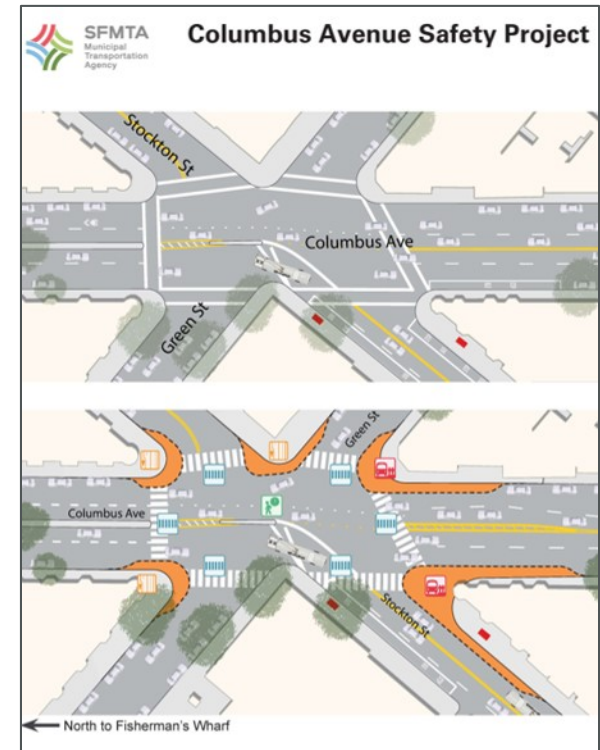 SFMTA
Municipal
Transportation
Agency
Columbus Avenue Safety Project
Stockton St
Columbus Ave
Green St
Green St
Columbus Ave
Stockton St
North to Fisherman's Wharf